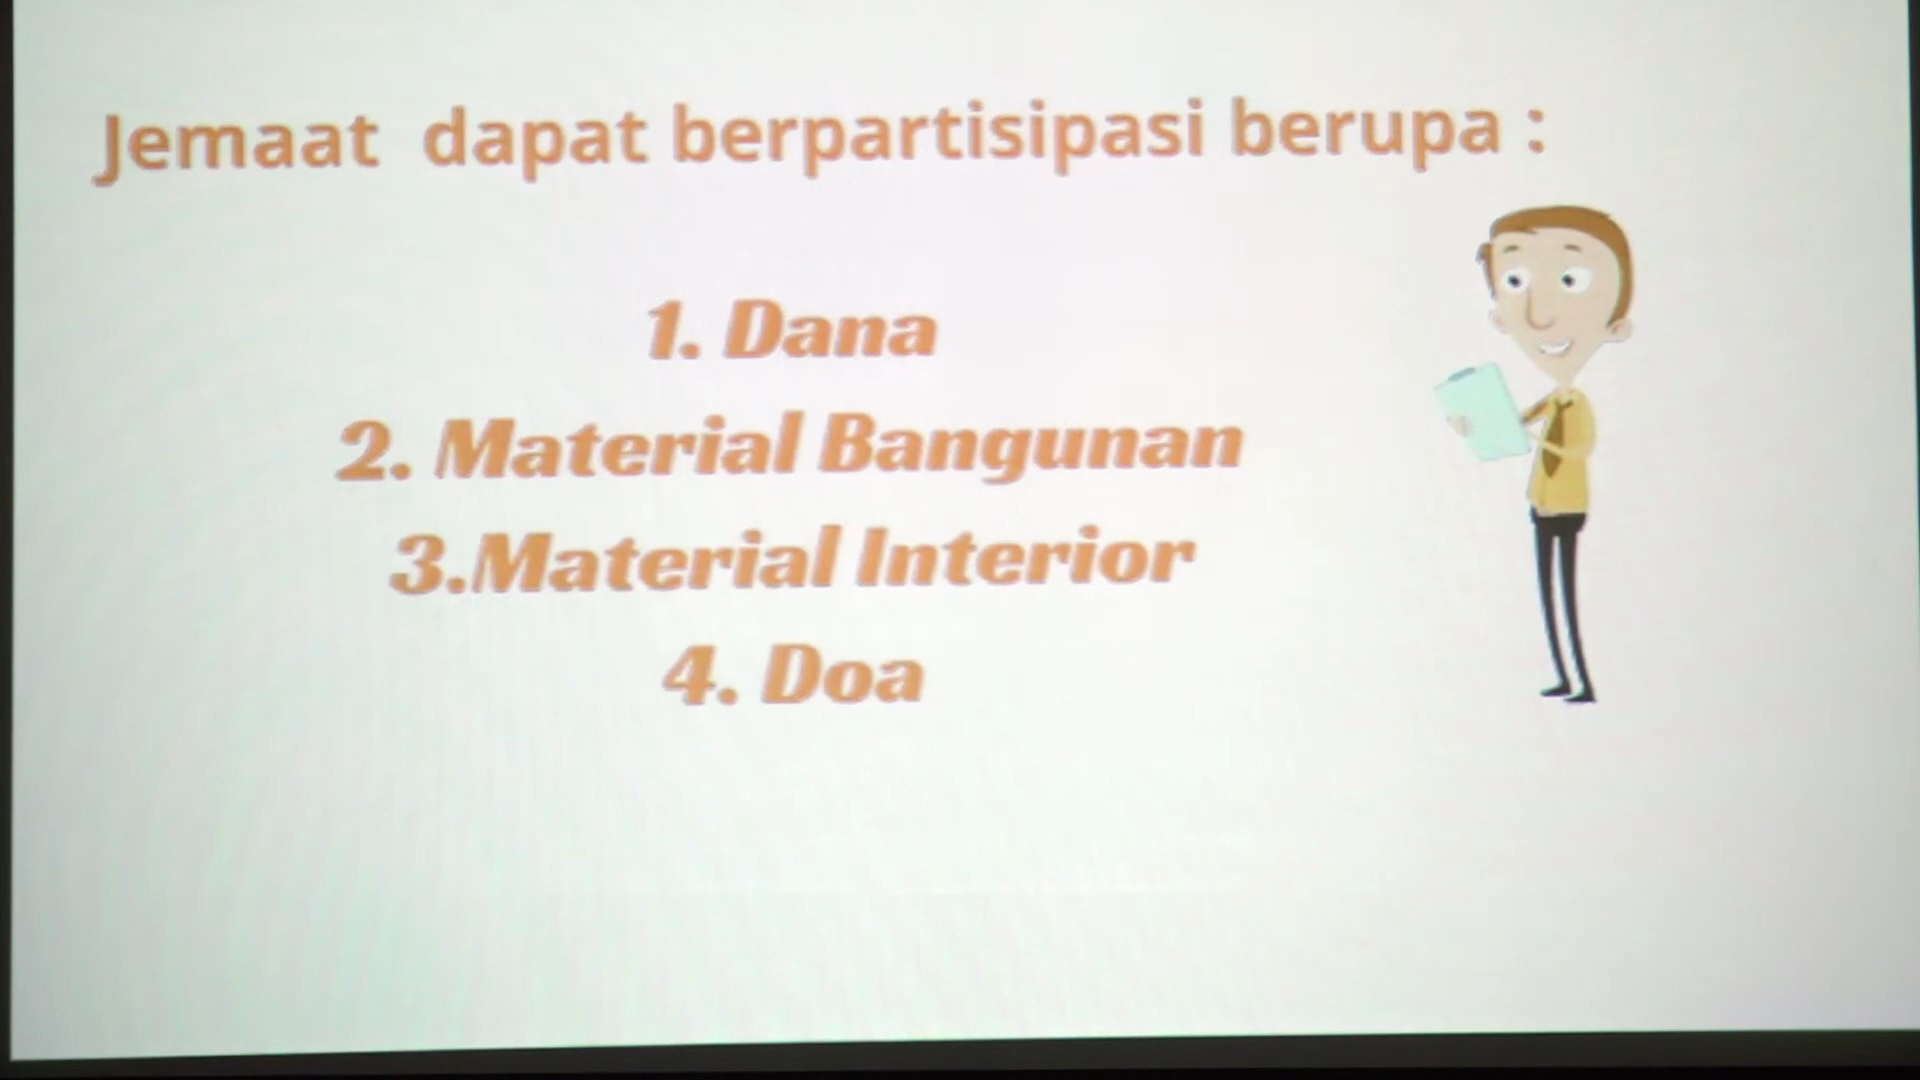 Jemaat dapat berpartisipasi berupa :
1. Dana
2. Material Bangunan
3.Material Interior
4. Doa